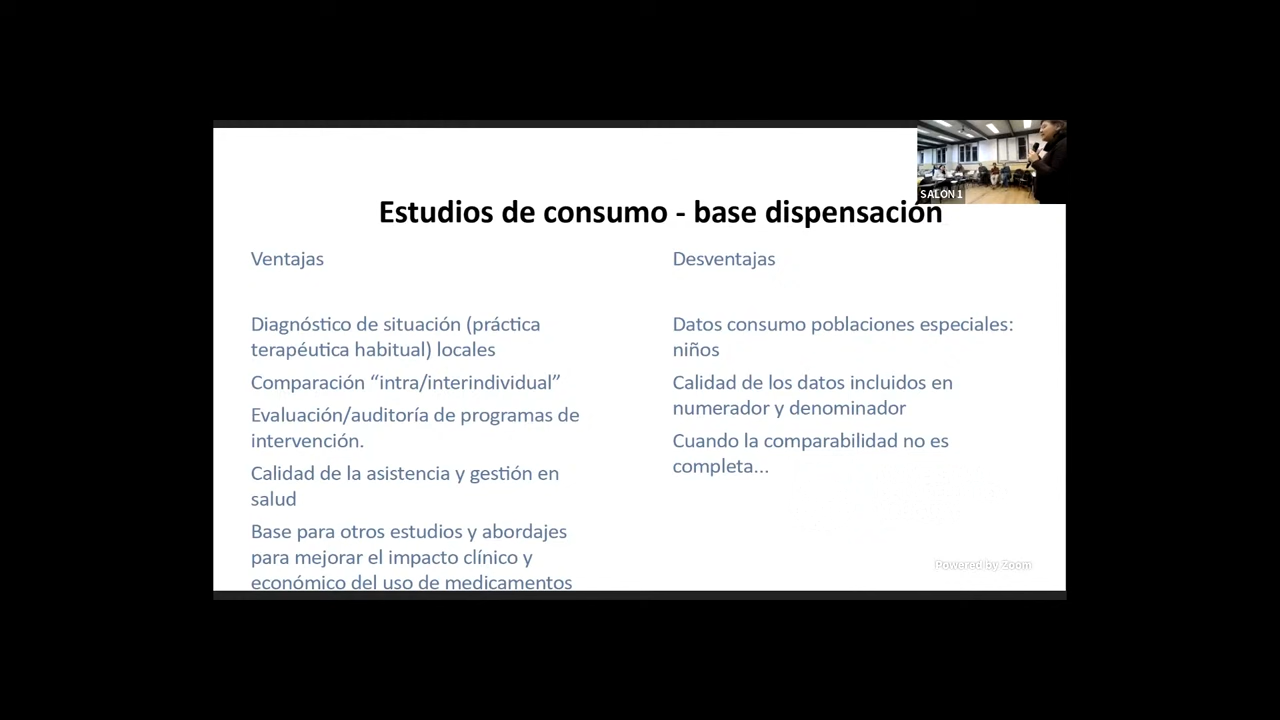 SALÓN 1
Estudios de consumo - base dispensación
Ventajas
Diagnóstico de situación (práctica
terapéutica habitual) locales
Comparación “intra/interindividual”
Evaluación/auditoría de programas de
intervención.
Calidad de la asistencia y gestión en
salud
Base para otros estudios y abordajes
para mejorar el impacto clínico y
económico del uso de medicamentos
Desventajas
Datos consumo poblaciones especiales:
niños
Calidad de los datos incluidos en
numerador y denominador
Cuando la comparabilidad no es
completa...
Powered by Zoom